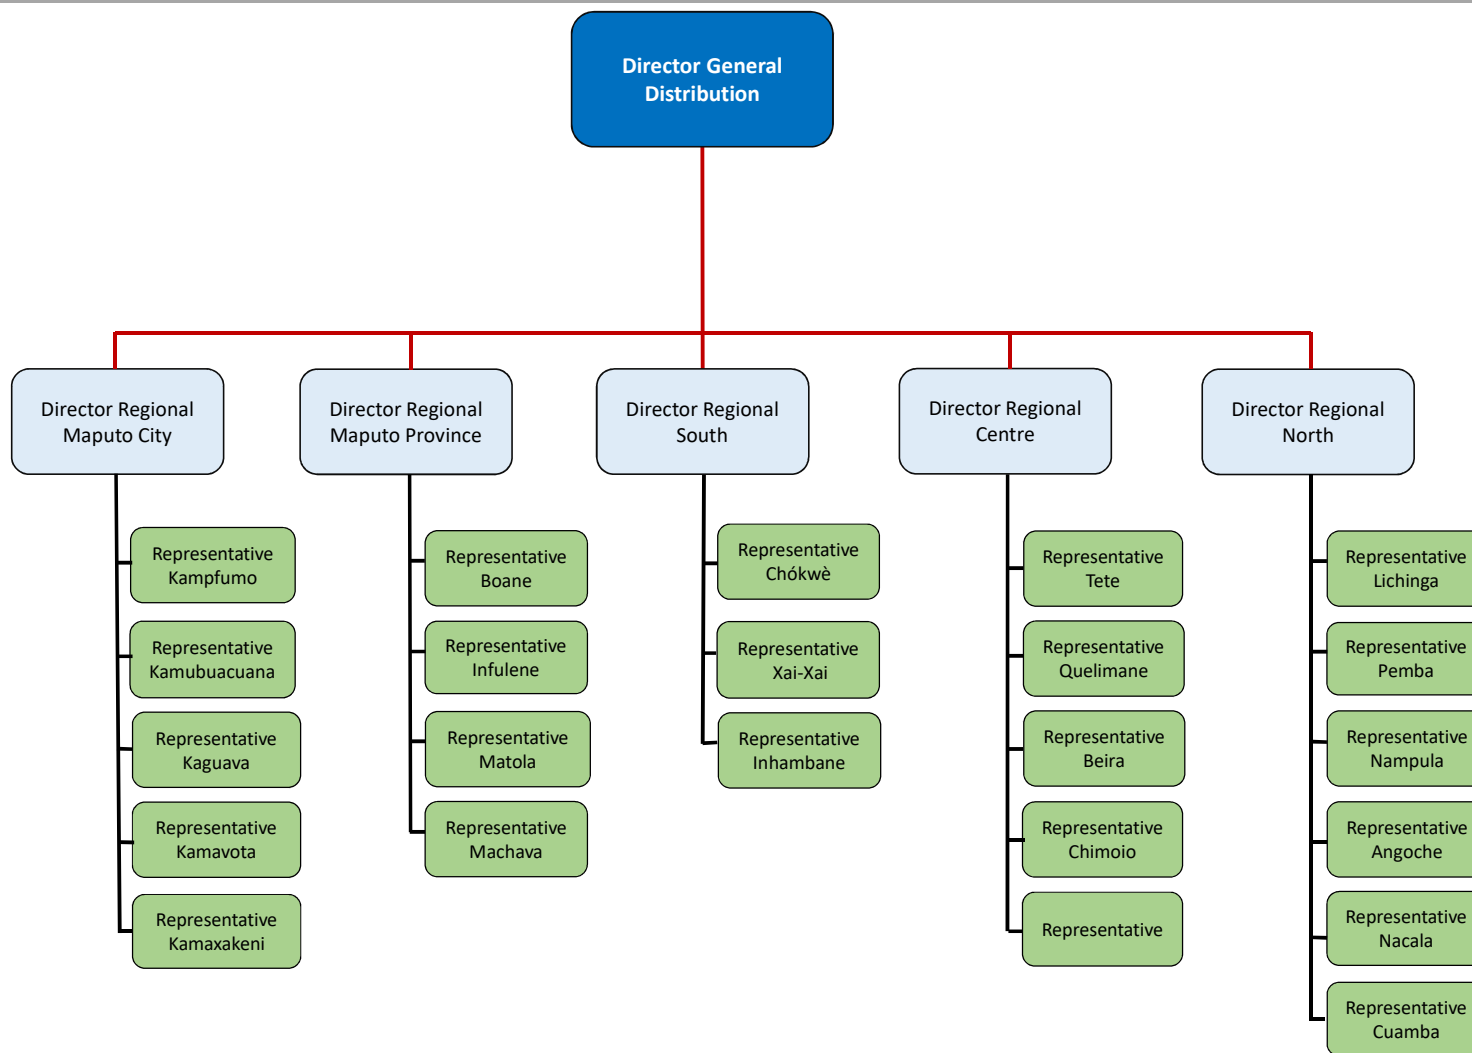 Director General
Distribution
Director Regional
Maputo City
Director Regional
Maputo Province
Director Regional
South
Director Regional
Centre
Director Regional
North
Representative
Kampfumo
Representative
Kamubuacuana
Representative
Kaguava
Representative
Kamavota
Representative
Kamaxakeni
Representative
Boane
Representative
Infulene
Representative
Matola
Representative
Machava
Representative
Chókwè
Representative
Xai-Xai
Representative
Inhambane
Representative
Tete
Representative
Quelimane
Representative
Beira
Representative
Chimoio
Representative
Representative
Lichinga
Representative
Pemba
Representative
Nampula
Representative
Angoche
Representative
Nacala
Representative
Cuamba